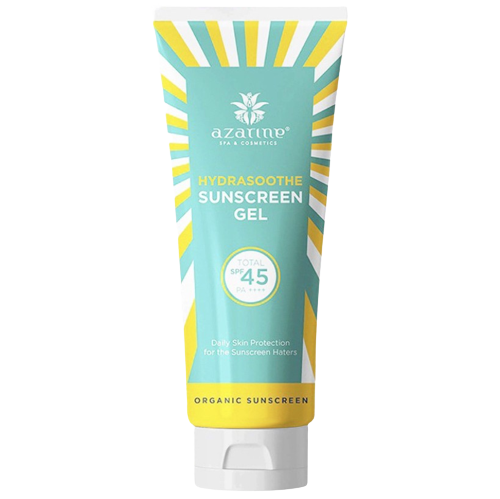 azarine®
SPA & COSMETICS
HYDRASOOTHE
SUNSCREEN
GEL
TOTAL
SPF 45
++++
Daily Skin Protection
for the Sunscreen Haters
ORGANIC SUNSCREEN